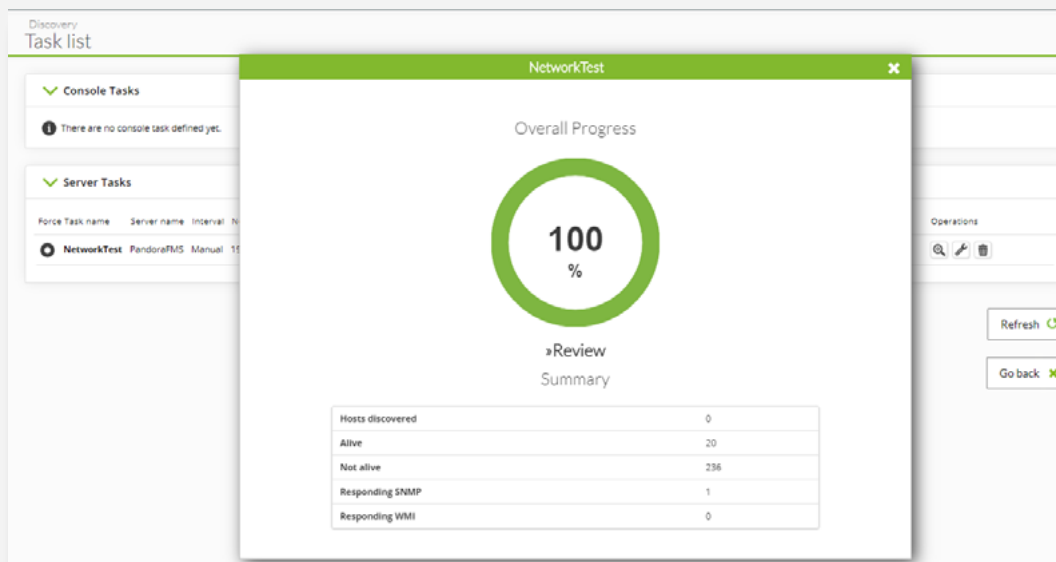 Discovery
Task list
NetworkTest
Console Tasks
There are no console task defined yet.
Overall Progress
100
%
Server Tasks
Force Task name Server name Interval N Operations
NetworkTest PandoraFMS Manual 19
Refresh
»Review
Go back
Summary
Hosts discovered 0
Alive 20
Not alive 236
Responding SNMP 1
Responding WMI 0